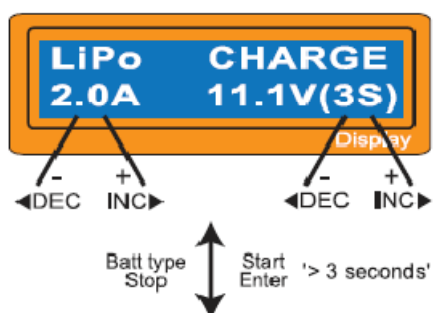 LiPo CHARGE
2.0A 11.1V(3S)
Display
- + - +
◀DEC INC▶ ◀DEC INC▶
Batt type Start
Stop Enter '> 3 seconds'